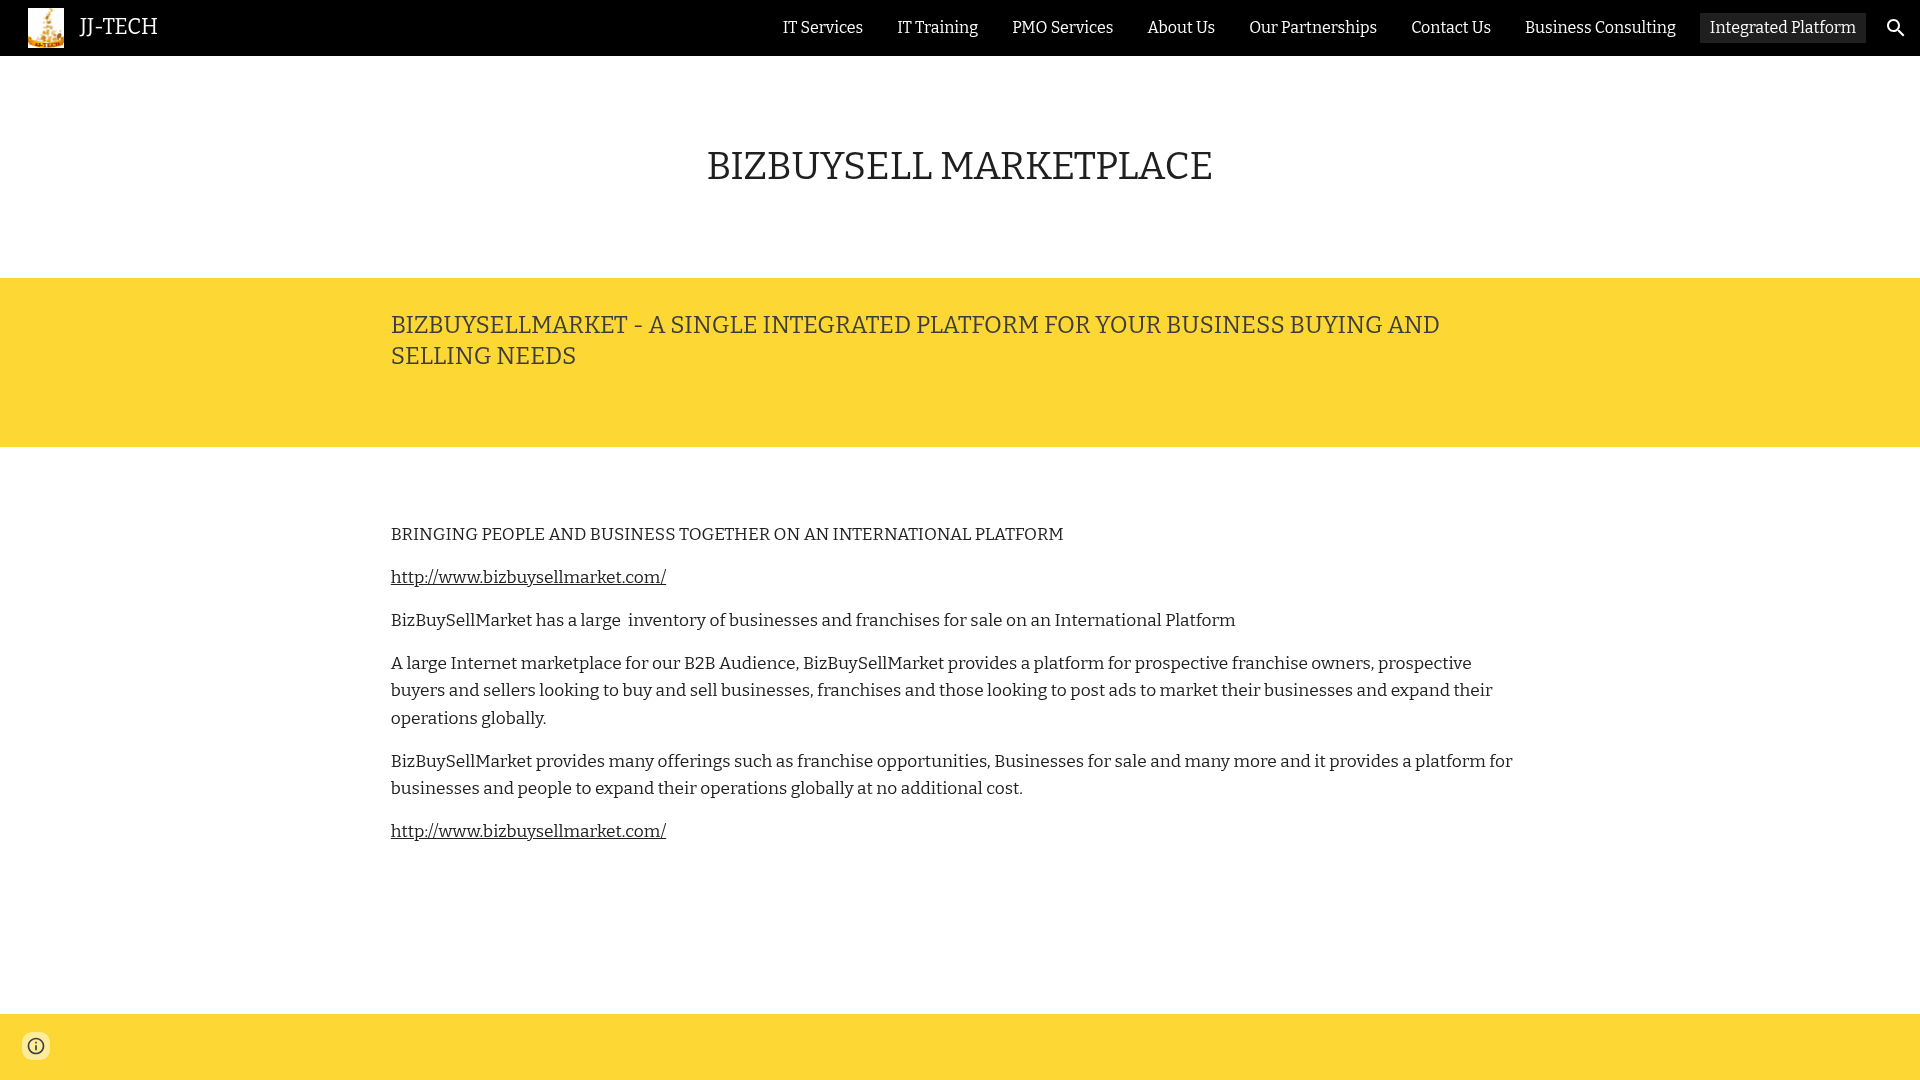 JJ-TECH
IT Services
IT Training
PMO Services
About Us
Our Partnerships
Contact Us
Business Consulting
Integrated Platform
BIZBUYSELL MARKETPLACE
BIZBUYSELLMARKET - A SINGLE INTEGRATED PLATFORM FOR YOUR BUSINESS BUYING AND
SELLING NEEDS
BRINGING PEOPLE AND BUSINESS TOGETHER ON AN INTERNATIONAL PLATFORM
http://www.bizbuysellmarket.com/
BizBuySellMarket has a large  inventory of businesses and franchises for sale on an International Platform
A large Internet marketplace for our B2B Audience, BizBuySellMarket provides a platform for prospective franchise owners, prospective
buyers and sellers looking to buy and sell businesses, franchises and those looking to post ads to market their businesses and expand their
operations globally.
BizBuySellMarket provides many offerings such as franchise opportunities, Businesses for sale and many more and it provides a platform for
businesses and people to expand their operations globally at no additional cost.
http://www.bizbuysellmarket.com/